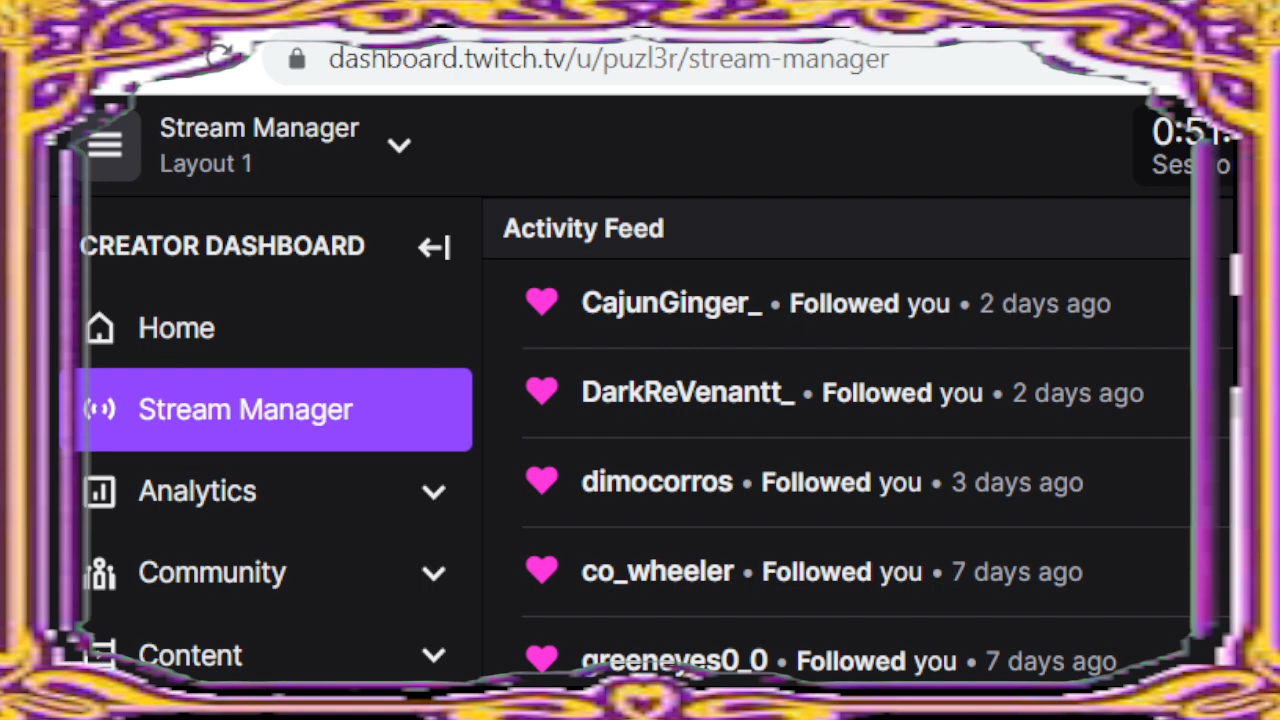 dashboard.twitch.tv/u/puzl3r/stream-manager
Stream Manager
Layout 1
0:51:
CREATOR DASHBOARD
Home
Stream Manager
Analytics
Community
Content
Activity Feed
CajunGinger_ • Followed you • 2 days ago
DarkReVenantt_ • Followed you • 2 days ago
dimocorros • Followed you • 3 days ago
co_wheeler • Followed you • 7 days ago
greeneyes0_0 • Followed you • 7 days ago